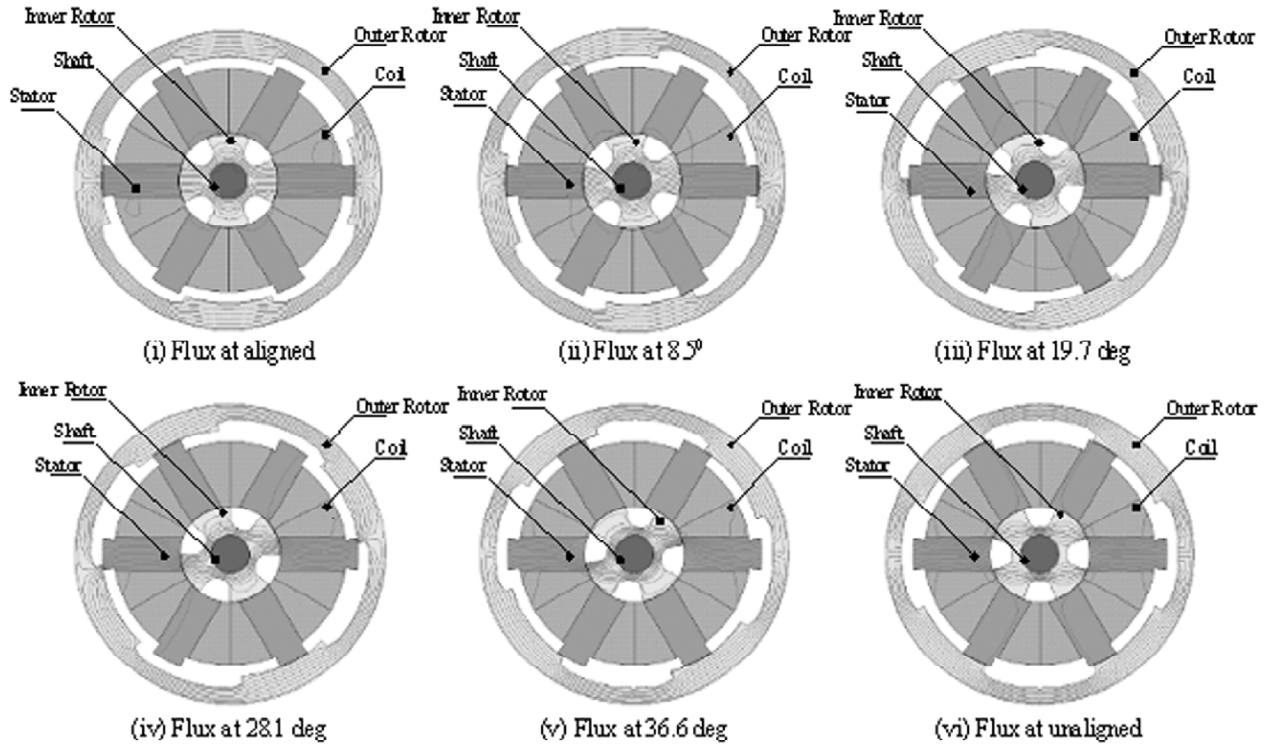 Inner Rotor
Outer Rotor
Shaft
Coil
Stator
(i) Flux at aligned
Inner Rotor
Outer Rotor
Shaft
Coil
Stator
(ii) Flux at 8.5⁰
Inner Rotor
Outer Rotor
Shaft
Coil
Stator
(iii) Flux at 19.7 deg
Inner Rotor
Outer Rotor
Shaft
Coil
Stator
(iv) Flux at 28.1 deg
Inner Rotor
Outer Rotor
Shaft
Coil
Stator
(v) Flux at 36.6 deg
Inner Rotor
Outer Rotor
Shaft
Coil
Stator
(vi) Flux at unaligned